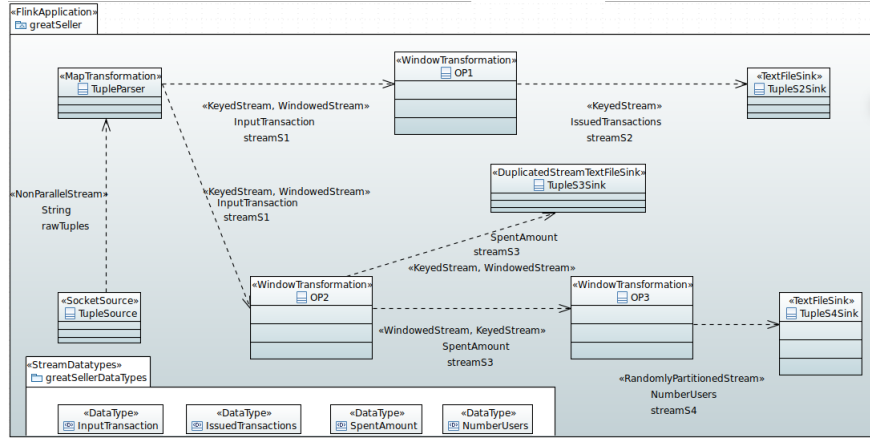 «FlinkApplication»
greatSeller
«MapTransformation»
TupleParser
«WindowTransformation»
OP1
«TextFileSink»
TupleS2Sink
«KeyedStream, WindowedStream»
InputTransaction
streamS1
«KeyedStream»
IssuedTransactions
streamS2
«NonParallelStream»
String
rawTuples
«KeyedStream, WindowedStream»
InputTransaction
streamS1
«DuplicatedStreamTextFileSink»
TupleS3Sink
SpentAmount
streamS3
«KeyedStream, WindowedStream»
«SocketSource»
TupleSource
«WindowTransformation»
OP2
«WindowTransformation»
OP3
«TextFileSink»
TupleS4Sink
«WindowedStream, KeyedStream»
SpentAmount
streamS3
«RandomlyPartitionedStream»
NumberUsers
streamS4
«StreamDatatypes»
greatSellerDataTypes
«DataType»
InputTransaction
«DataType»
IssuedTransactions
«DataType»
SpentAmount
«DataType»
NumberUsers